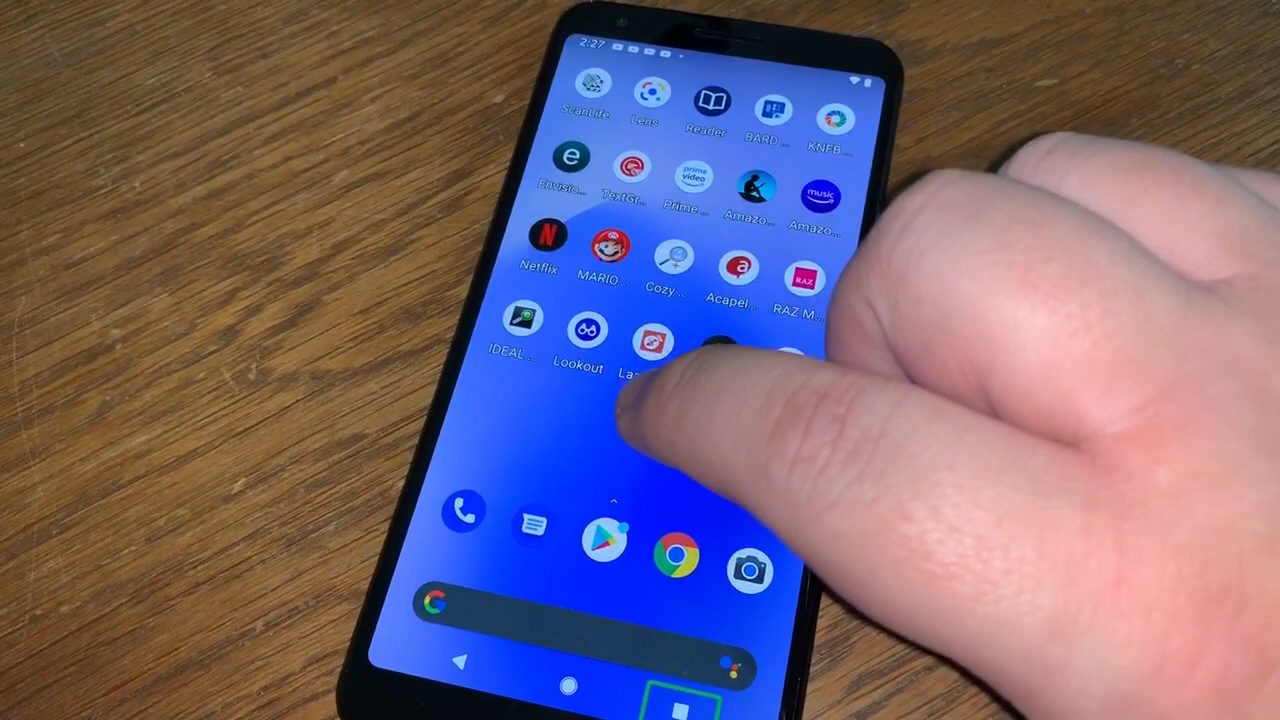 2:27
ScanLife Lens Reader BARD ... KNFB ...
e
Envisio... TextGr... prime video Prime ... Amazo... music Amazo...
N
Netflix MARIO... Cozy ... a Acapel... RAZ RAZ M...
IDEAL ... Lookout
G